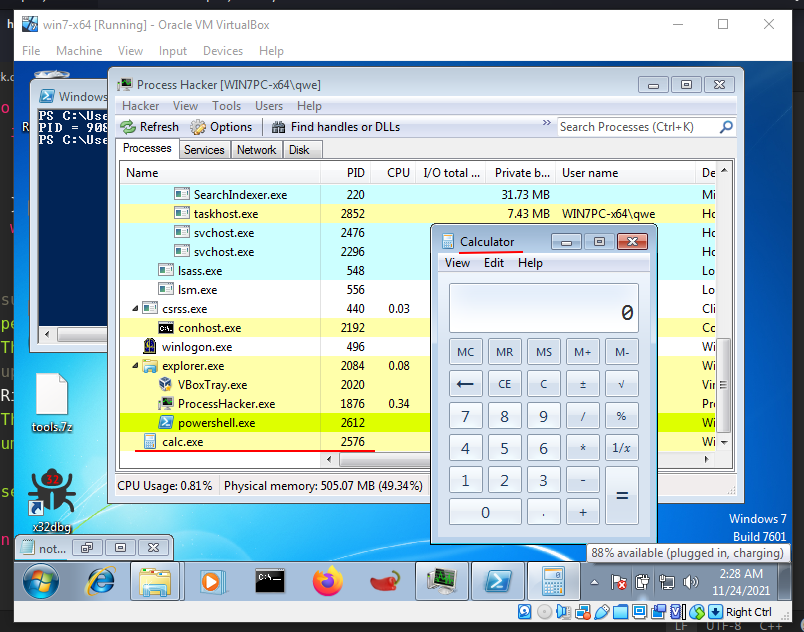 win7-x64 [Running] - Oracle VM VirtualBox
File Machine View Input Devices Help
Process Hacker [WIN7PC-x64\qwe]
Hacker View Tools Users Help
Refresh Options Find handles or DLLs » Search Processes (Ctrl+K)
Processes Services Network Disk
Name PID CPU I/O total ... Private b... User name De
SearchIndexer.exe 220 31.73 MB Mi
taskhost.exe 2852 7.43 MB WIN7PC-x64\qwe Ho
svchost.exe 2476 Ho
svchost.exe 2296 Ho
lsass.exe 548 Lo
lsm.exe 556 Lo
csrss.exe 440 0.03 Cli
conhost.exe 2192 Co
winlogon.exe 496 Wi
explorer.exe 2084 0.08 Wi
VBoxTray.exe 2020 Vir
ProcessHacker.exe 1876 0.34 Pro
powershell.exe 2612 Wi
calc.exe 2576 Wi
CPU Usage: 0.81% Physical memory: 505.07 MB (49.34%)
Windows
PS C:\Use
PID = 908
PS C:\Use
Calculator
View Edit Help
0
MC MR MS M+ M-
← CE C ± √
7 8 9 / %
4 5 6 * 1/x
1 2 3 - =
0 . +
tools.7z
32
x32dbg
not...
Windows 7
Build 7601
88% available (plugged in, charging)
C:\_
2:28 AM
11/24/2021
Right Ctrl
LF UTF-8 C++